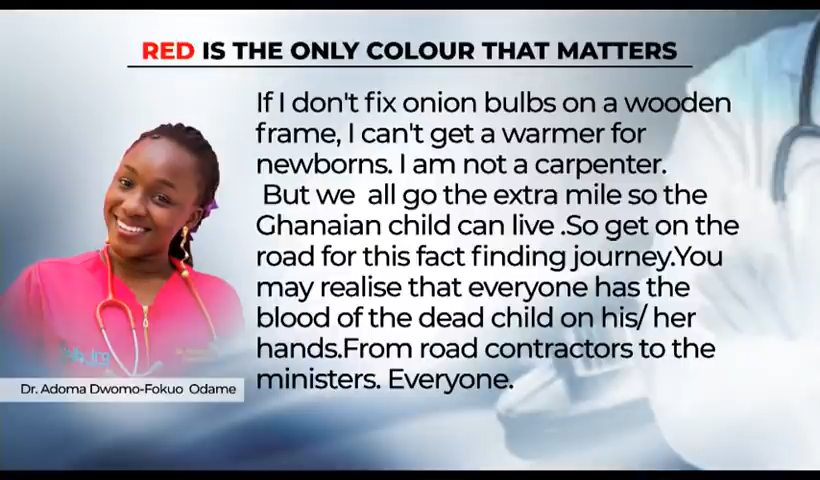 RED IS THE ONLY COLOUR THAT MATTERS
If I don't fix onion bulbs on a wooden
frame, I can't get a warmer for
newborns. I am not a carpenter.
But we  all go the extra mile so the
Ghanaian child can live .So get on the
road for this fact finding journey.You
may realise that everyone has the
blood of the dead child on his/ her
hands.From road contractors to the
ministers. Everyone.
Dr. Adoma Dwomo-Fokuo  Odame